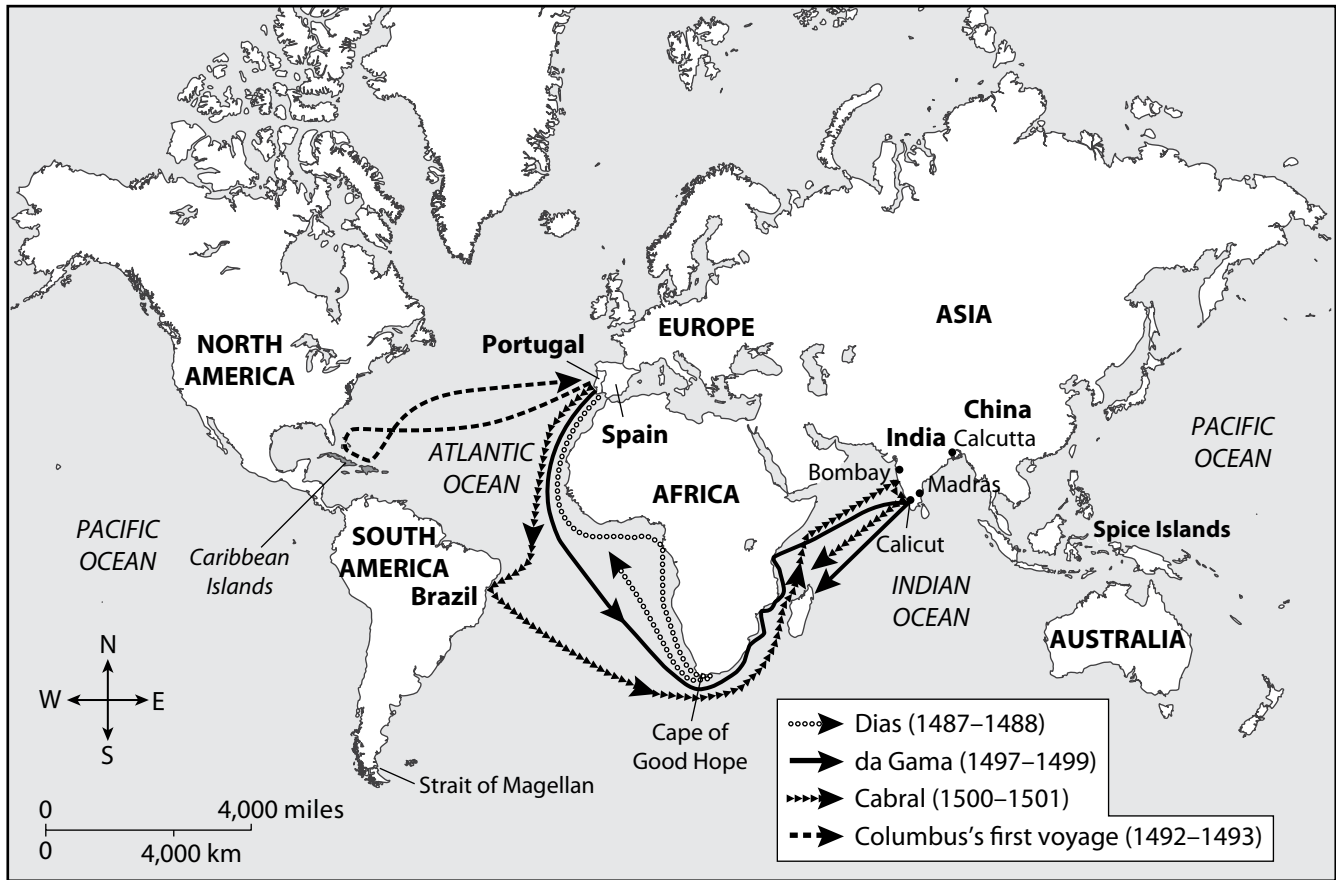 NORTH
AMERICA
Portugal
EUROPE
ASIA
Spain
ATLANTIC
OCEAN
AFRICA
China
India
Calcutta
Bombay
Madras
Calicut
PACIFIC
OCEAN
PACIFIC
OCEAN
Caribbean
Islands
SOUTH
AMERICA
Brazil
Spice Islands
INDIAN
OCEAN
AUSTRALIA
N
W
E
S
Cape of
Good Hope
Strait of Magellan
0
4,000 miles
0
4,000 km
Dias (1487–1488)
da Gama (1497–1499)
Cabral (1500–1501)
Columbus's first voyage (1492–1493)